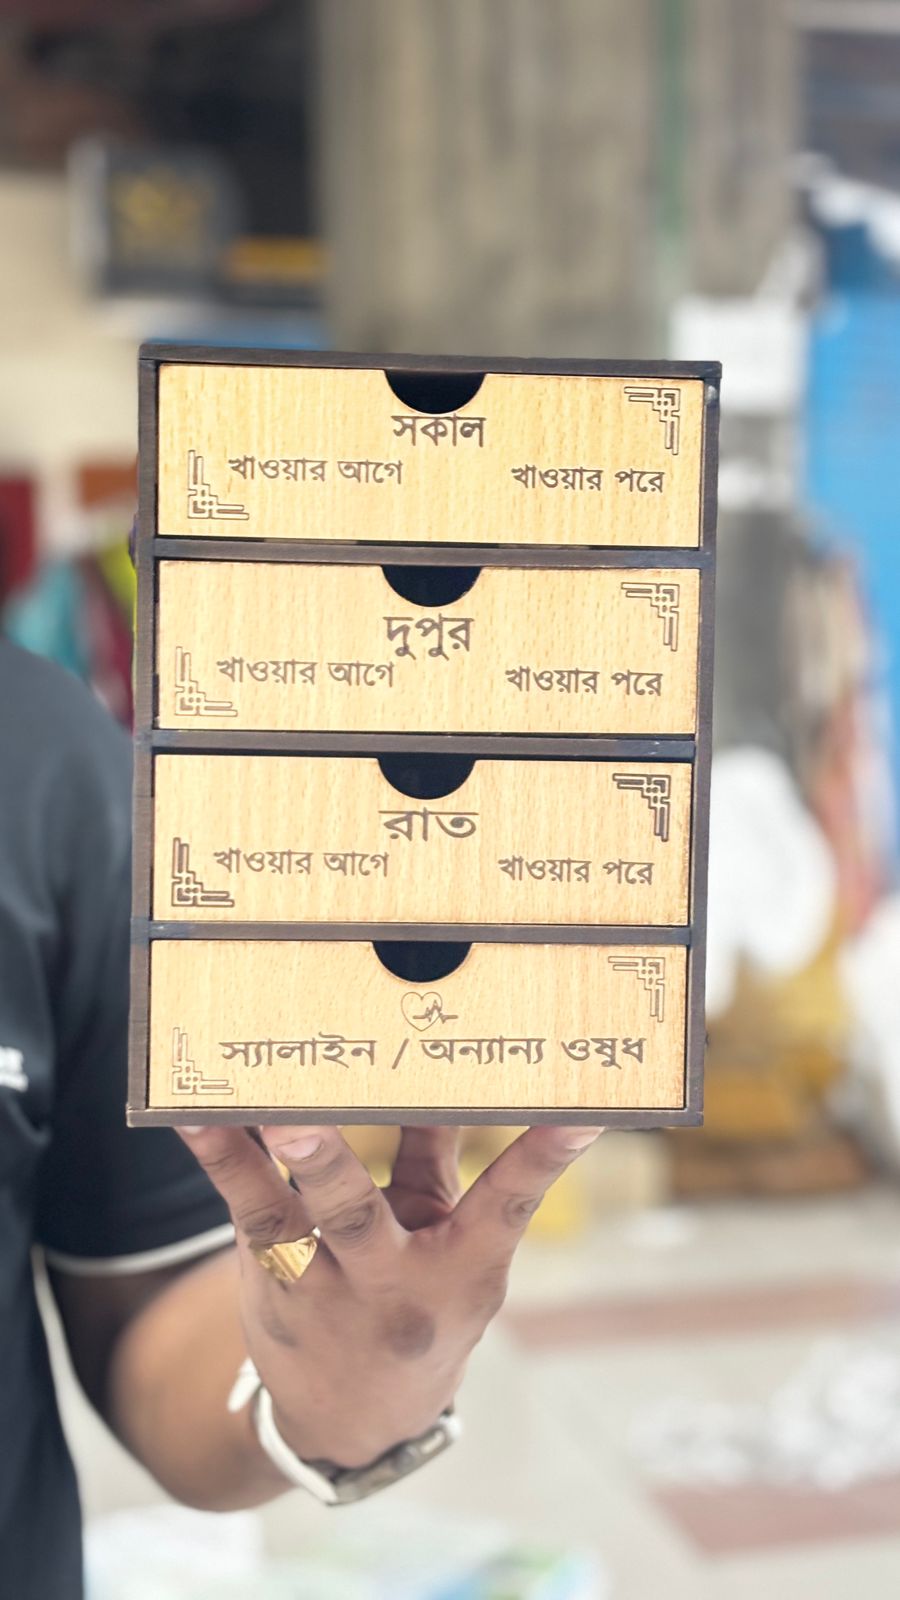 সকাল
খাওয়ার আগে খাওয়ার পরে
দুপুর
খাওয়ার আগে খাওয়ার পরে
রাত
খাওয়ার আগে খাওয়ার পরে
স্যালাইন / অন্যান্য ওষুধ